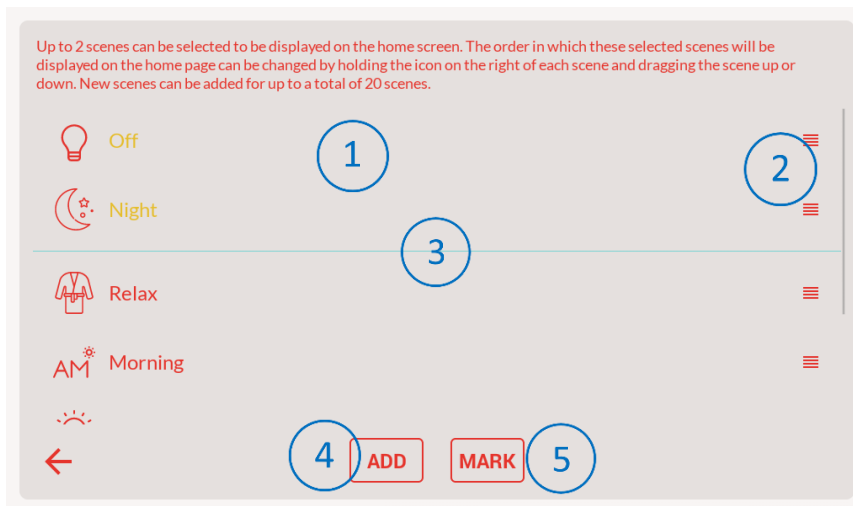 Up to 2 scenes can be selected to be displayed on the home screen. The order in which these selected scenes will be
displayed on the home page can be changed by holding the icon on the right of each scene and dragging the scene up or
down. New scenes can be added for up to a total of 20 scenes.
Off
1
2
Night
3
Relax
AM
Morning
4
ADD
MARK
5